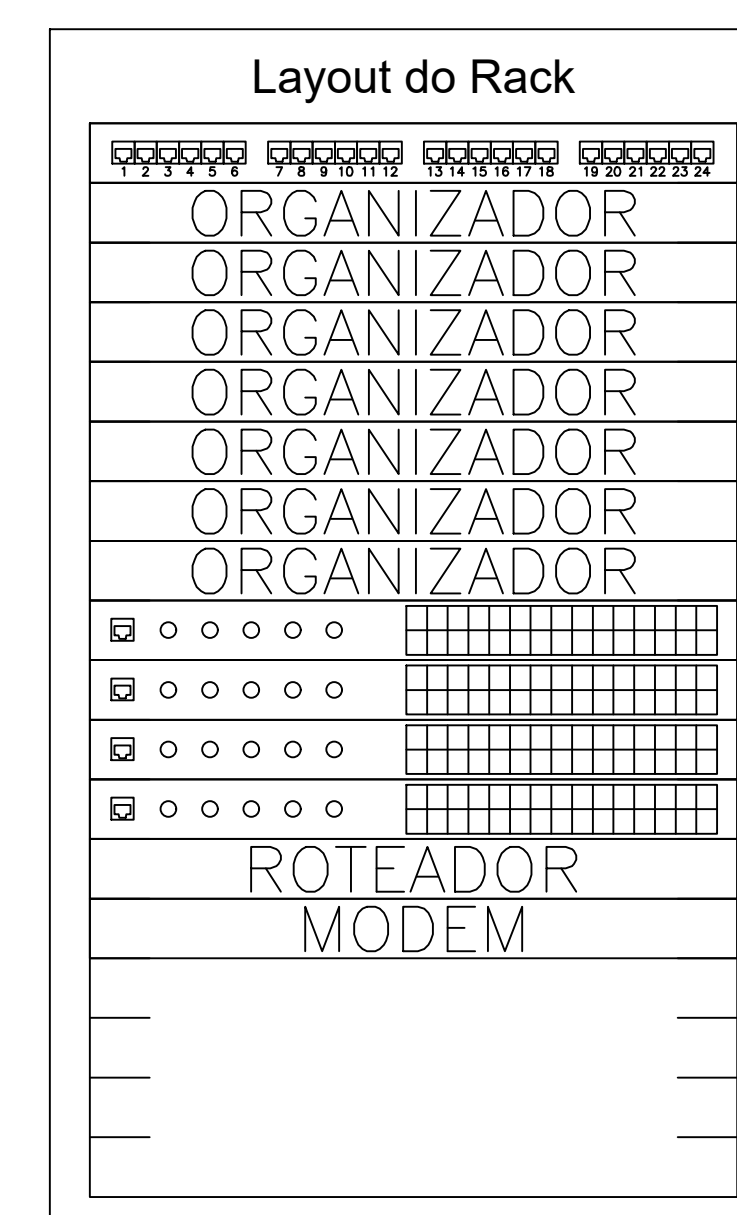 Layout do Rack
1 2 3 4 5 6 7 8 9 10 11 12 13 14 15 16 17 18 19 20 21 22 23 24
ORGANIZADOR
ORGANIZADOR
ORGANIZADOR
ORGANIZADOR
ORGANIZADOR
ORGANIZADOR
ORGANIZADOR
ROTEADOR
MODEM